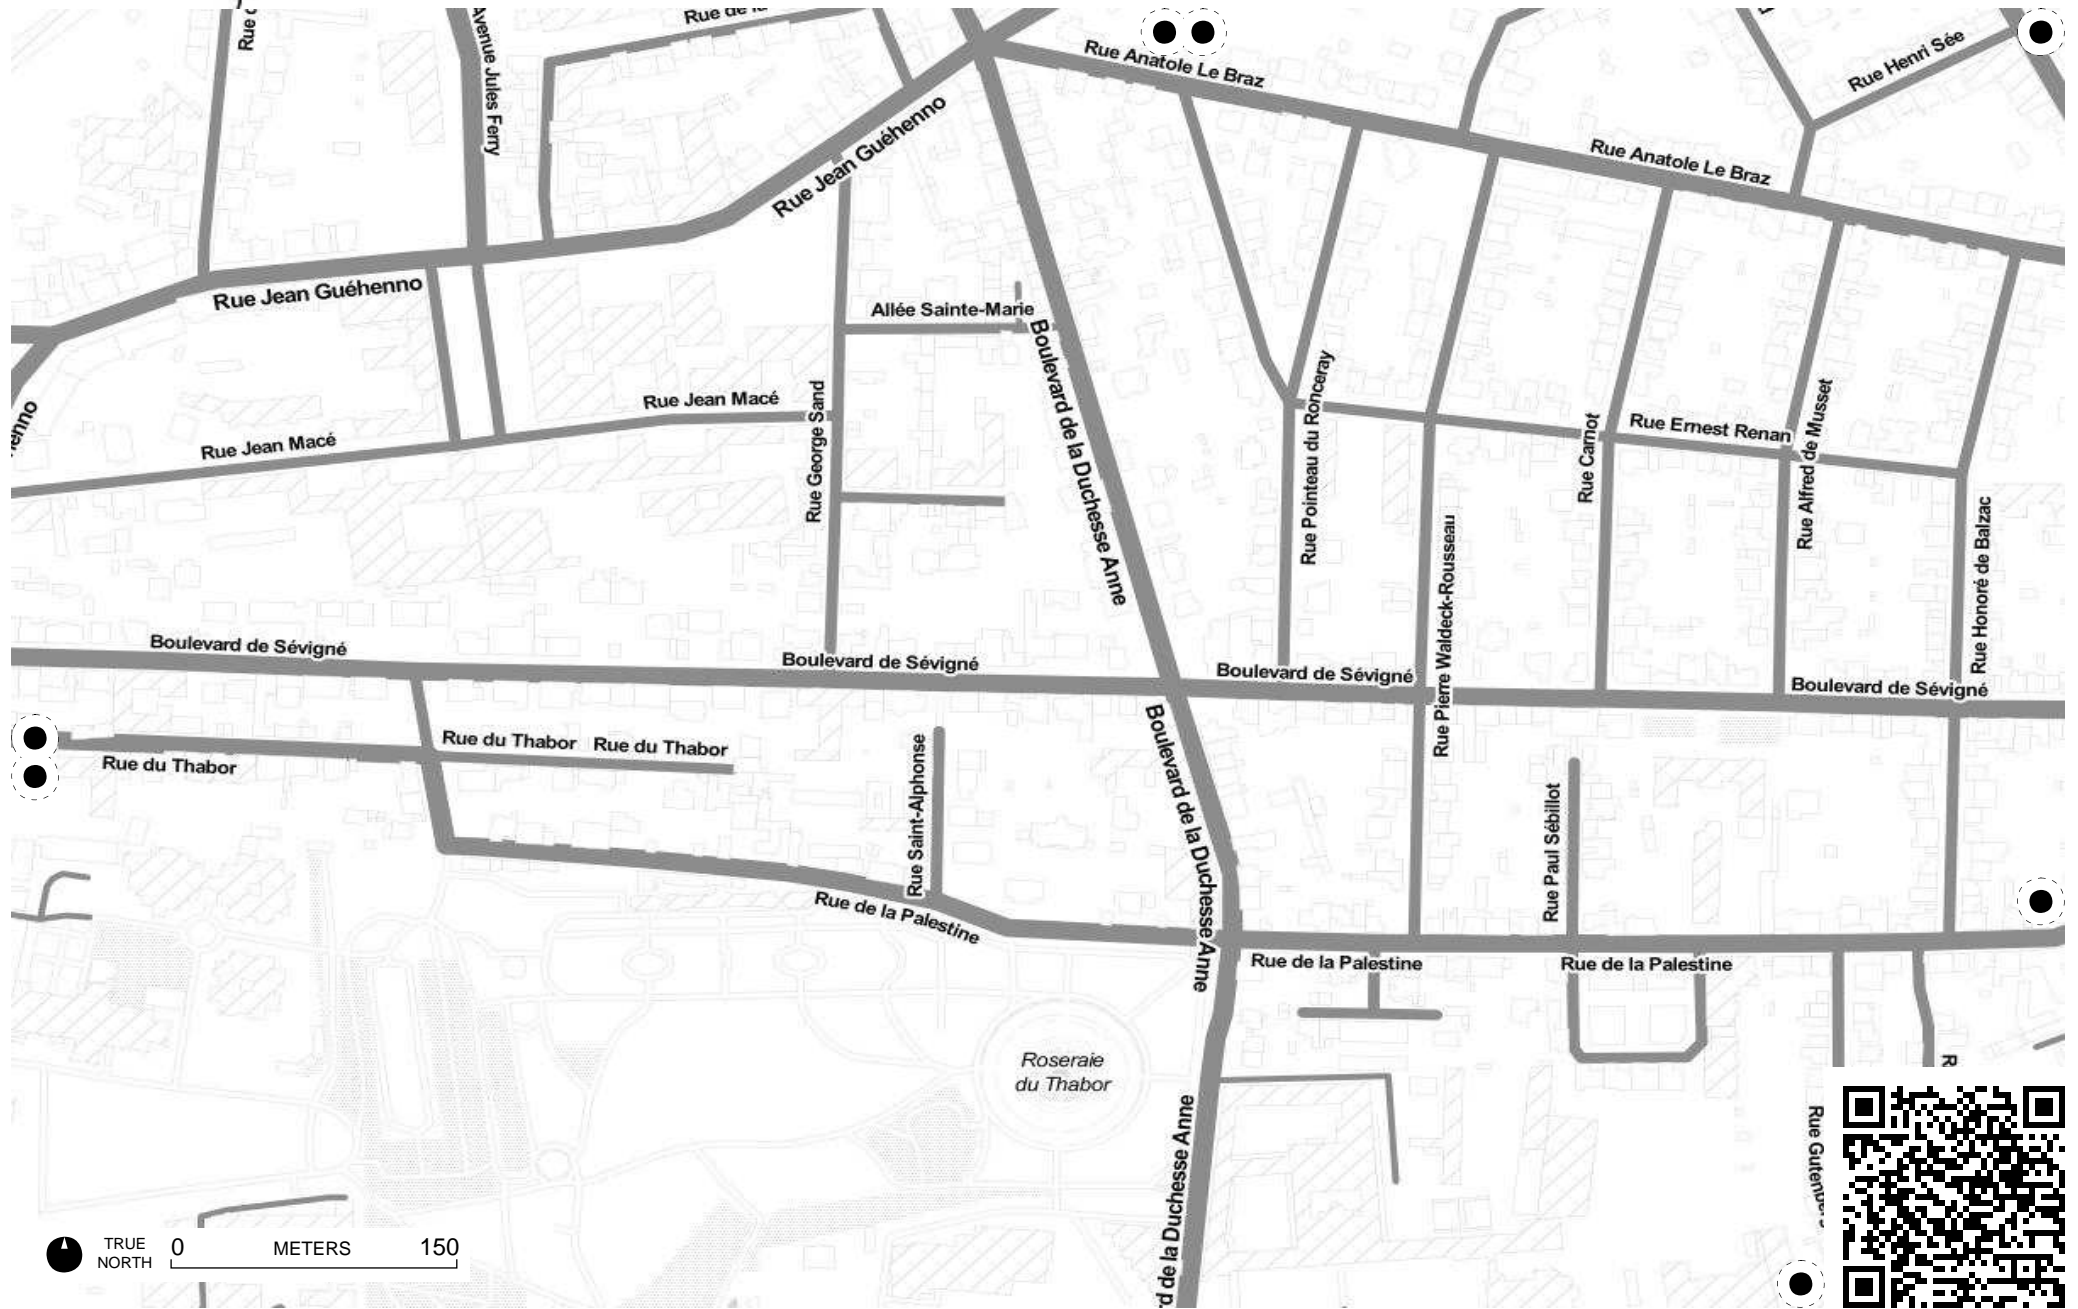 Avenue Jules Ferry
Rue Anatole Le Braz
Rue Henri Sée
Rue Jean Guéhenno
Rue Anatole Le Braz
Rue Jean Guéhenno
Allée Sainte-Marie
Boulevard de la Duchesse Anne
Rue Jean Macé
Rue George Sand
Rue Jean Macé
Rue Pointeau du Ronceray
Rue Carnot
Rue Ernest Renan
Rue Alfred de Musset
Rue Pierre Waldeck-Rousseau
Rue Honoré de Balzac
Boulevard de Sévigné
Boulevard de Sévigné
Boulevard de Sévigné
Boulevard de Sévigné
Rue du Thabor
Rue du Thabor
Rue du Thabor
Rue Saint-Alphonse
Boulevard de la Duchesse Anne
Rue Paul Sébillot
Rue de la Palestine
Rue de la Palestine
Rue de la Palestine
Roseraie
du Thabor
d de la Duchesse Anne
TRUE
NORTH
0 METERS 150